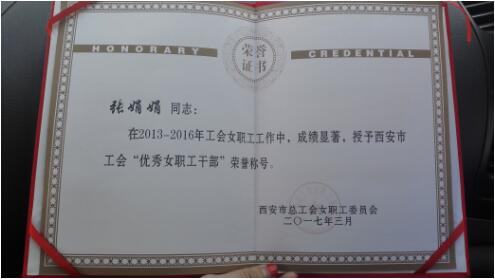 HONORARY CREDENTIAL
荣誉
证书
张娟娟 同志：
在2013-2016年工会女职工工作中，成绩显著，授予西安市
工会“优秀女职工干部”荣誉称号。
西安市总工会女职工委员会
二〇一七年三月